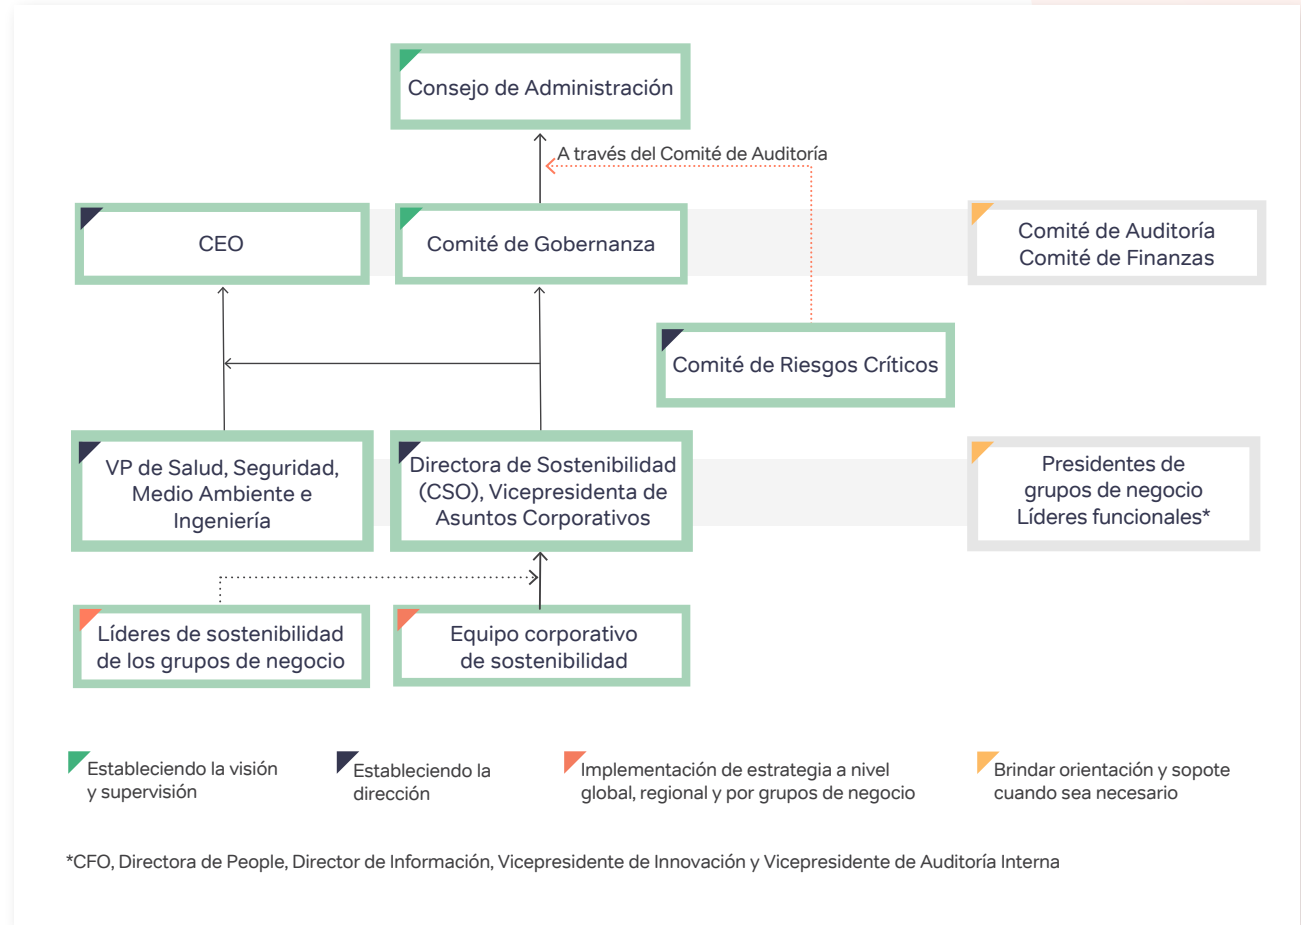 Consejo de Administración
A través del Comité de Auditoría
CEO
Comité de Gobernanza
Comité de Auditoría
Comité de Finanzas
Comité de Riesgos Críticos
VP de Salud, Seguridad,
Medio Ambiente e
Ingeniería
Directora de Sostenibilidad
(CSO), Vicepresidenta de
Asuntos Corporativos
Presidentes de
grupos de negocio
Líderes funcionales*
Líderes de sostenibilidad
de los grupos de negocio
Equipo corporativo
de sostenibilidad
Estableciendo la visión
y supervisión
Estableciendo la
dirección
Implementación de estrategia a nivel
global, regional y por grupos de negocio
Brindar orientación y sopote
cuando sea necesario
*CFO, Directora de People, Director de Información, Vicepresidente de Innovación y Vicepresidente de Auditoría Interna